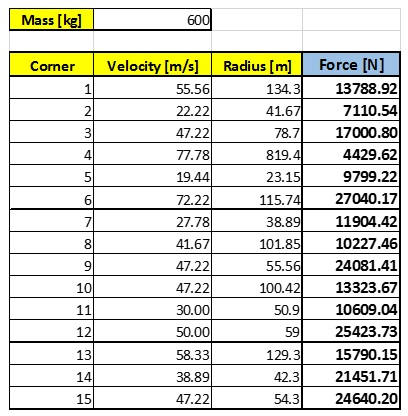 Mass [kg] 600
Corner Velocity [m/s] Radius [m] Force [N]
1 55.56 134.3 13788.92
2 22.22 41.67 7110.54
3 47.22 78.7 17000.80
4 77.78 819.4 4429.62
5 19.44 23.15 9799.22
6 72.22 115.74 27040.17
7 27.78 38.89 11904.42
8 41.67 101.85 10227.46
9 47.22 55.56 24081.41
10 47.22 100.42 13323.67
11 30.00 50.9 10609.04
12 50.00 59 25423.73
13 58.33 129.3 15790.15
14 38.89 42.3 21451.71
15 47.22 54.3 24640.20